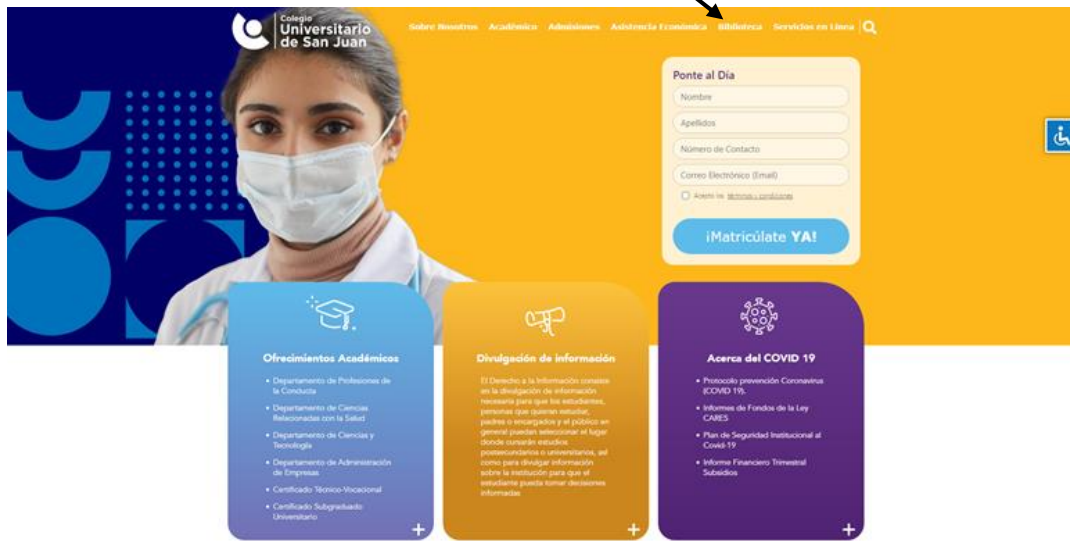 Colegio
Universitario
de San Juan
Sobre Nosotros Académico Admisiones Asistencia Económica Biblioteca Servicios en Línea
Ponte al Día
Nombre
Apellidos
Número de Contacto
Correo Electrónico (Email)
Acepto los términos y condiciones
¡Matricúlate YA!
Ofrecimientos Académicos
• Departamento de Profesiones de
la Conducta
• Departamento de Ciencias
Relacionadas con la Salud
• Departamento de Ciencias y
Tecnología
• Departamento de Administración
de Empresas
• Certificado Técnico-Vocacional
• Certificado Subgraduado
Universitario
+
Divulgación de información
El Derecho a la Información consiste
en la divulgación de información
necesaria para que los estudiantes,
personas que quieran estudiar,
padres o encargados y el público en
general puedan seleccionar el lugar
donde cursarán estudios
postsecundarios o universitarios, así
como para divulgar información
sobre la institución para que el
estudiante pueda tomar decisiones
informadas
+
Acerca del COVID 19
• Protocolo prevención Coronavirus
(COVID 19).
• Informes de Fondos de la Ley
CARES
• Plan de Seguridad Institucional al
Covid-19
• Informe Financiero Trimestral
Subsidios
+